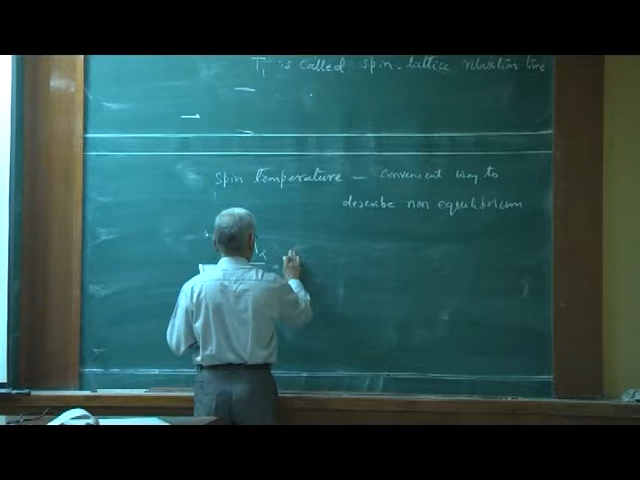 T₁ is called spin-lattice relaxation time
Spin temperature — convenient way to
describe non equilibrium